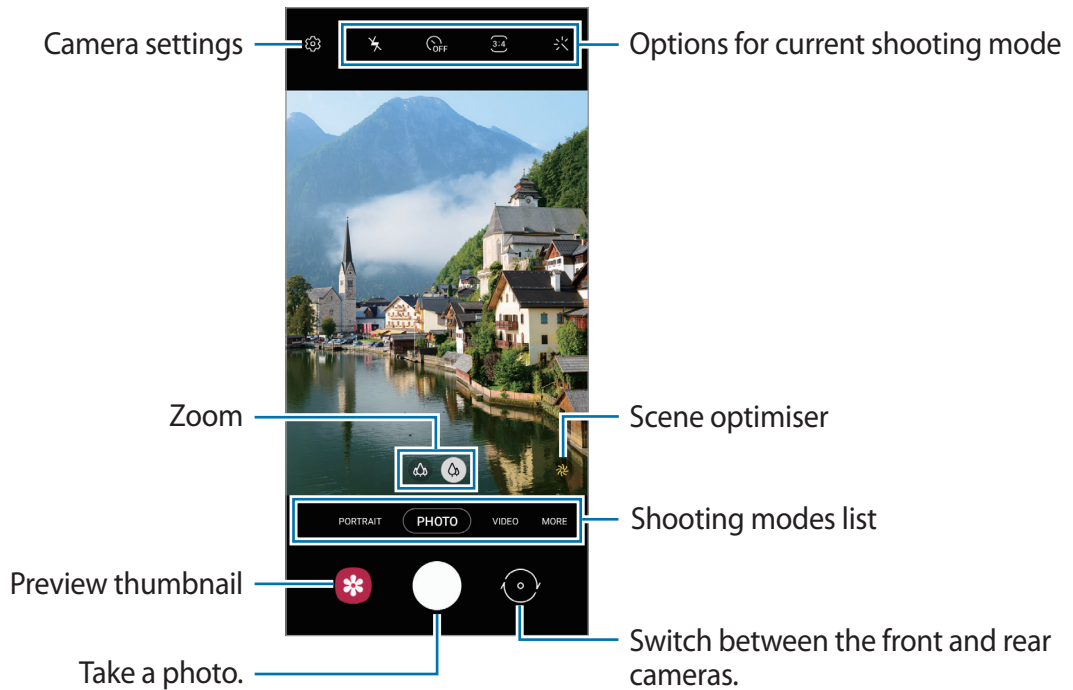 Camera settings
OFF
3:4
Options for current shooting mode
Zoom
Scene optimiser
PORTRAIT PHOTO VIDEO MORE
Shooting modes list
Preview thumbnail
Switch between the front and rear
cameras.
Take a photo.